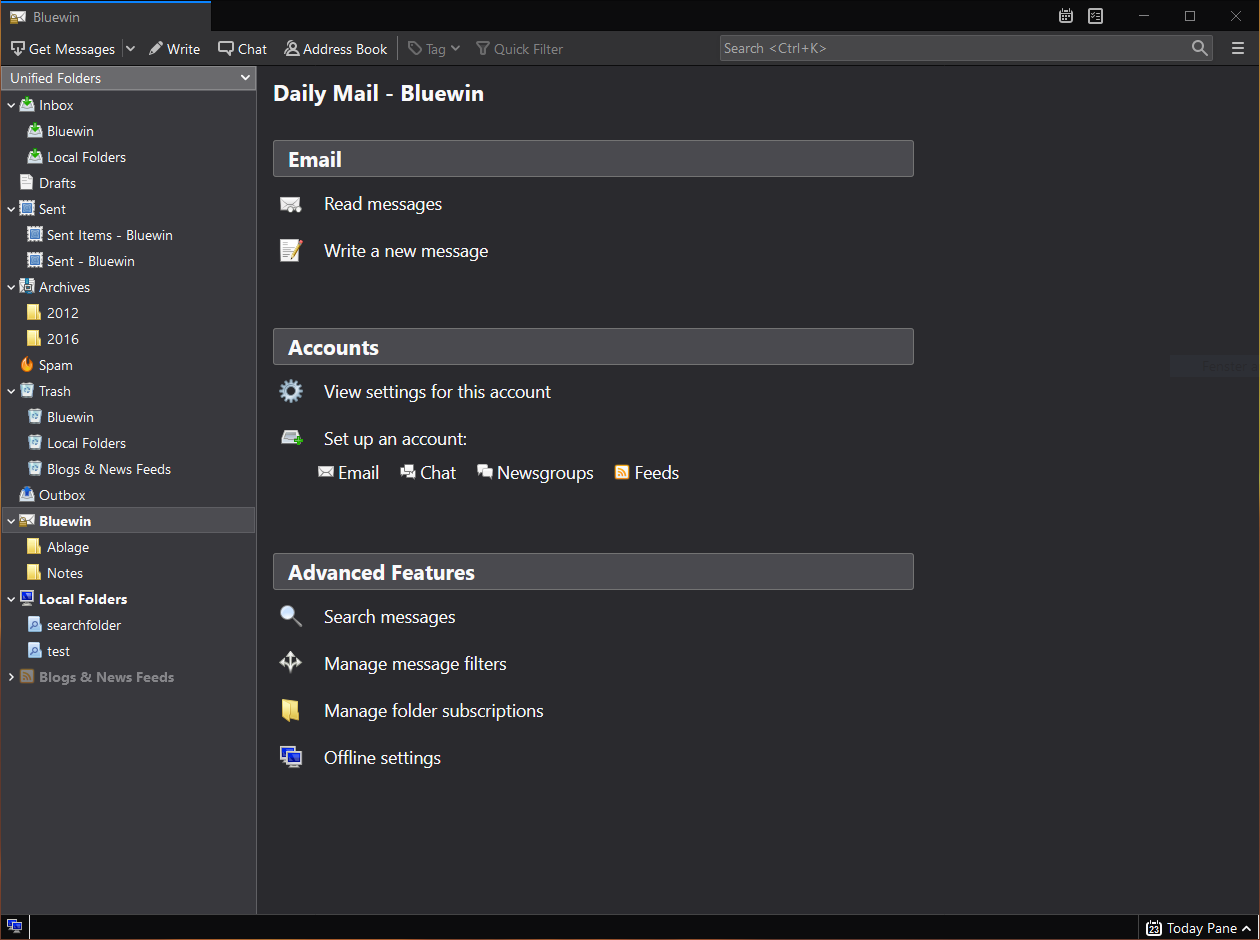 Bluewin
Get Messages Write Chat Address Book Tag Quick Filter Search <Ctrl+K>
Unified Folders
Inbox
Bluewin
Local Folders
Drafts
Sent
Sent Items - Bluewin
Sent - Bluewin
Archives
2012
2016
Spam
Trash
Bluewin
Local Folders
Blogs & News Feeds
Outbox
Bluewin
Ablage
Notes
Local Folders
searchfolder
test
Blogs & News Feeds
Daily Mail - Bluewin
Email
Read messages
Write a new message
Accounts
View settings for this account
Set up an account:
Email Chat Newsgroups Feeds
Advanced Features
Search messages
Manage message filters
Manage folder subscriptions
Offline settings
23 Today Pane